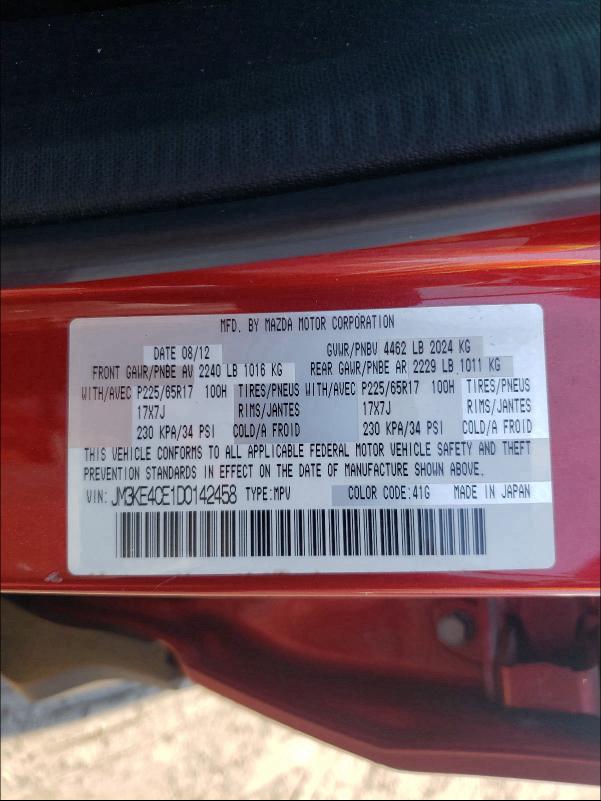 MFD. BY MAZDA MOTOR CORPORATION
DATE 08/12 GVWR/PNBV 4462 LB 2024 KG
FRONT GAWR/PNBE AV 2240 LB 1016 KG REAR GAWR/PNBE AR 2229 LB 1011 KG
WITH/AVEC P225/65R17 100H TIRES/PNEUS WITH/AVEC P225/65R17 100H TIRES/PNEUS
17X7J RIMS/JANTES 17X7J RIMS/JANTES
230 KPA/34 PSI COLD/A FROID 230 KPA/34 PSI COLD/A FROID
THIS VEHICLE CONFORMS TO ALL APPLICABLE FEDERAL MOTOR VEHICLE SAFETY AND THEFT
PREVENTION STANDARDS IN EFFECT ON THE DATE OF MANUFACTURE SHOWN ABOVE.
VIN: JM3KE4CE1D0142458 TYPE:MPV COLOR CODE:41G MADE IN JAPAN